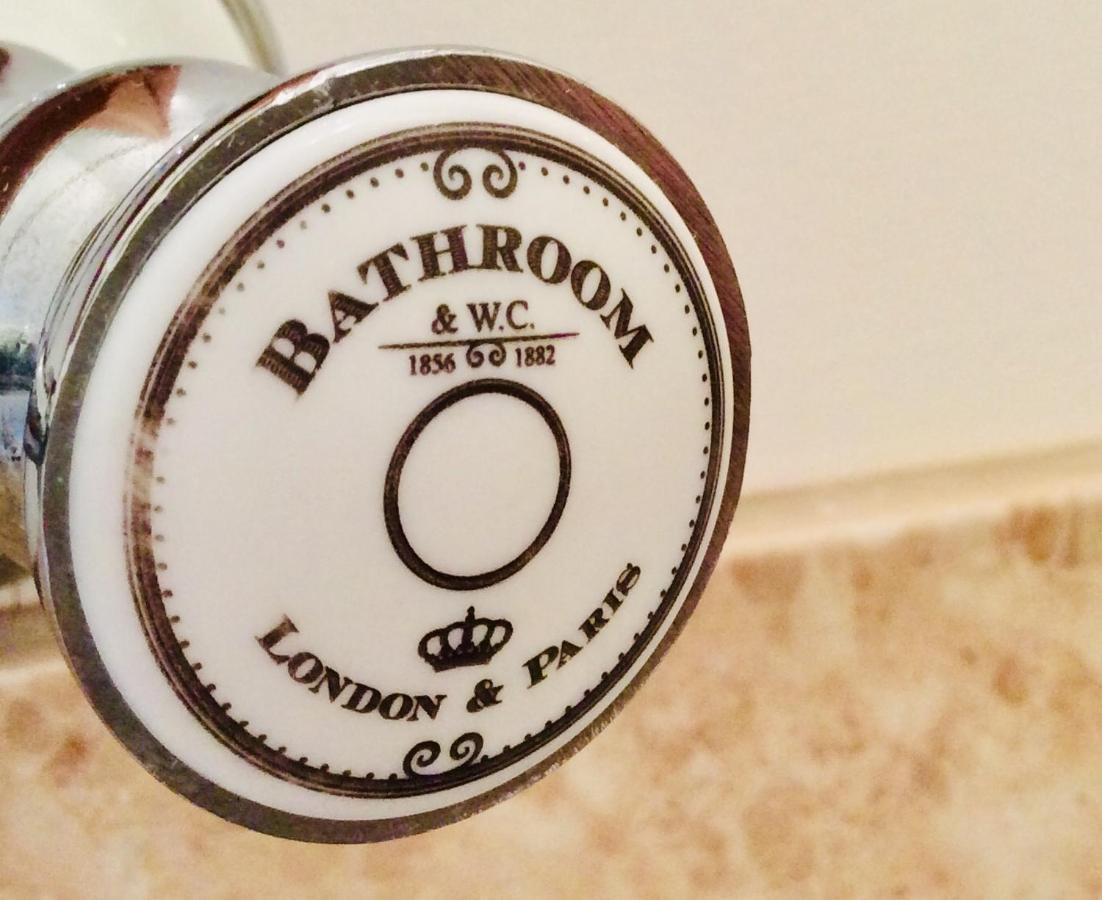 BATHROOM
& W.C.
1856 1882
LONDON & PARIS